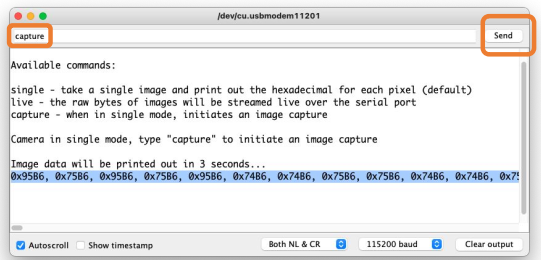 /dev/cu.usbmodem11201
capture
Send
Available commands:
single - take a single image and print out the hexadecimal for each pixel (default)
live - the raw bytes of images will be streamed live over the serial port
capture - when in single mode, initiates an image capture
Camera in single mode, type "capture" to initiate an image capture
Image data will be printed out in 3 seconds...
0x95B6, 0x75B6, 0x95B6, 0x75B6, 0x95B6, 0x74B6, 0x74B6, 0x75B6, 0x75B6, 0x74B6, 0x74B6, 0x75
Autoscroll Show timestamp Both NL & CR 115200 baud Clear output